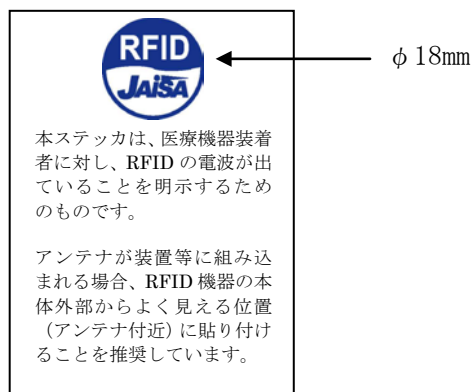 RFID
JAISA
φ18mm
本ステッカは、医療機器装着
者に対し、RFID の電波が出
ていることを明示するため
のものです。
アンテナが装置等に組み込
まれる場合、RFID 機器の本
体外部からよく見える位置
（アンテナ付近）に貼り付け
ることを推奨しています。